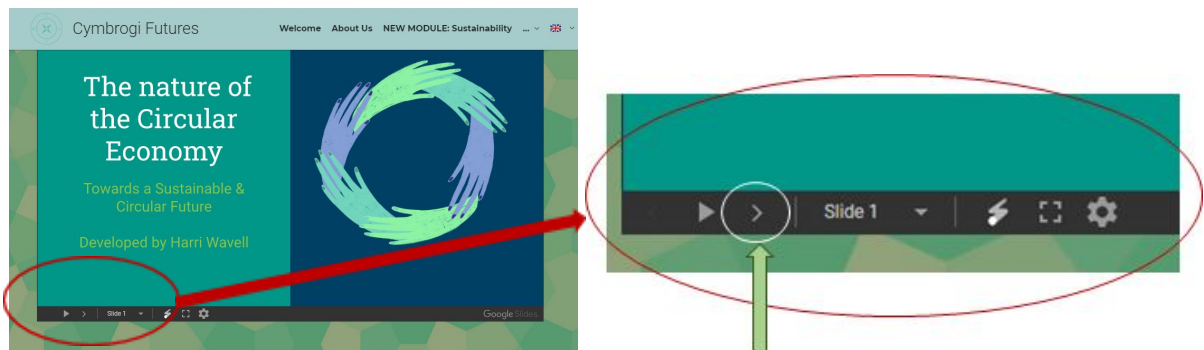 Cymbrogi Futures
Welcome About Us NEW MODULE: Sustainability ...
The nature of
the Circular
Economy
Towards a Sustainable &
Circular Future
Developed by Harri Wavell
Slide 1
Google Slides
Slide 1